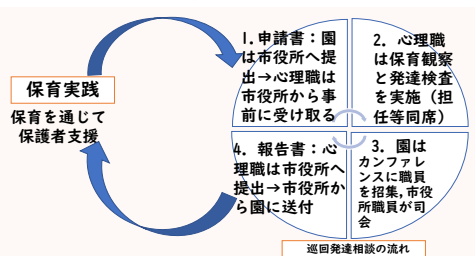 保育実践
保育を通じて
保護者支援
1.申請書：園
は市役所へ提
出→心理職は
市役所から事
前に受け取る
2. 心理職
は保育観察
と発達検査
を実施（担
任等同席）
3. 園は
カンファレ
ンスに職員
を招集,市役
所職員が司
会
4. 報告書：心
理職は市役所へ
提出→市役所か
ら園に送付
巡回発達相談の流れ